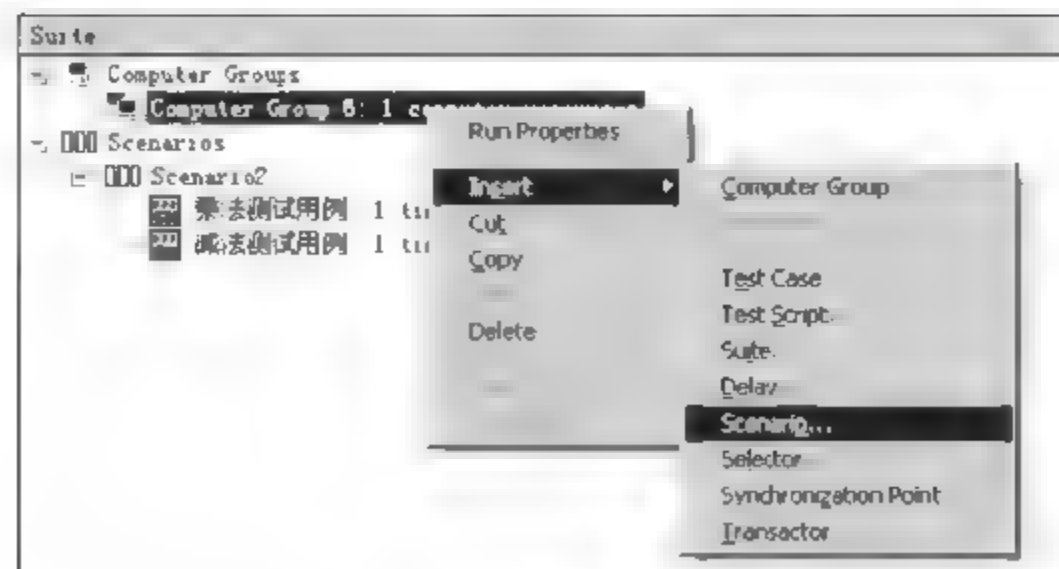 Suite
Computer Groups
Computer Group 6: 1
Scenarios
Scenario2
乘法测试用例 1
减法测试用例 1
Run Properties
Insert
Cut
Copy
Delete
Computer Group
Test Case
Test Script...
Suite...
Delay...
Scenario...
Selector...
Synchronization Point
Transactor